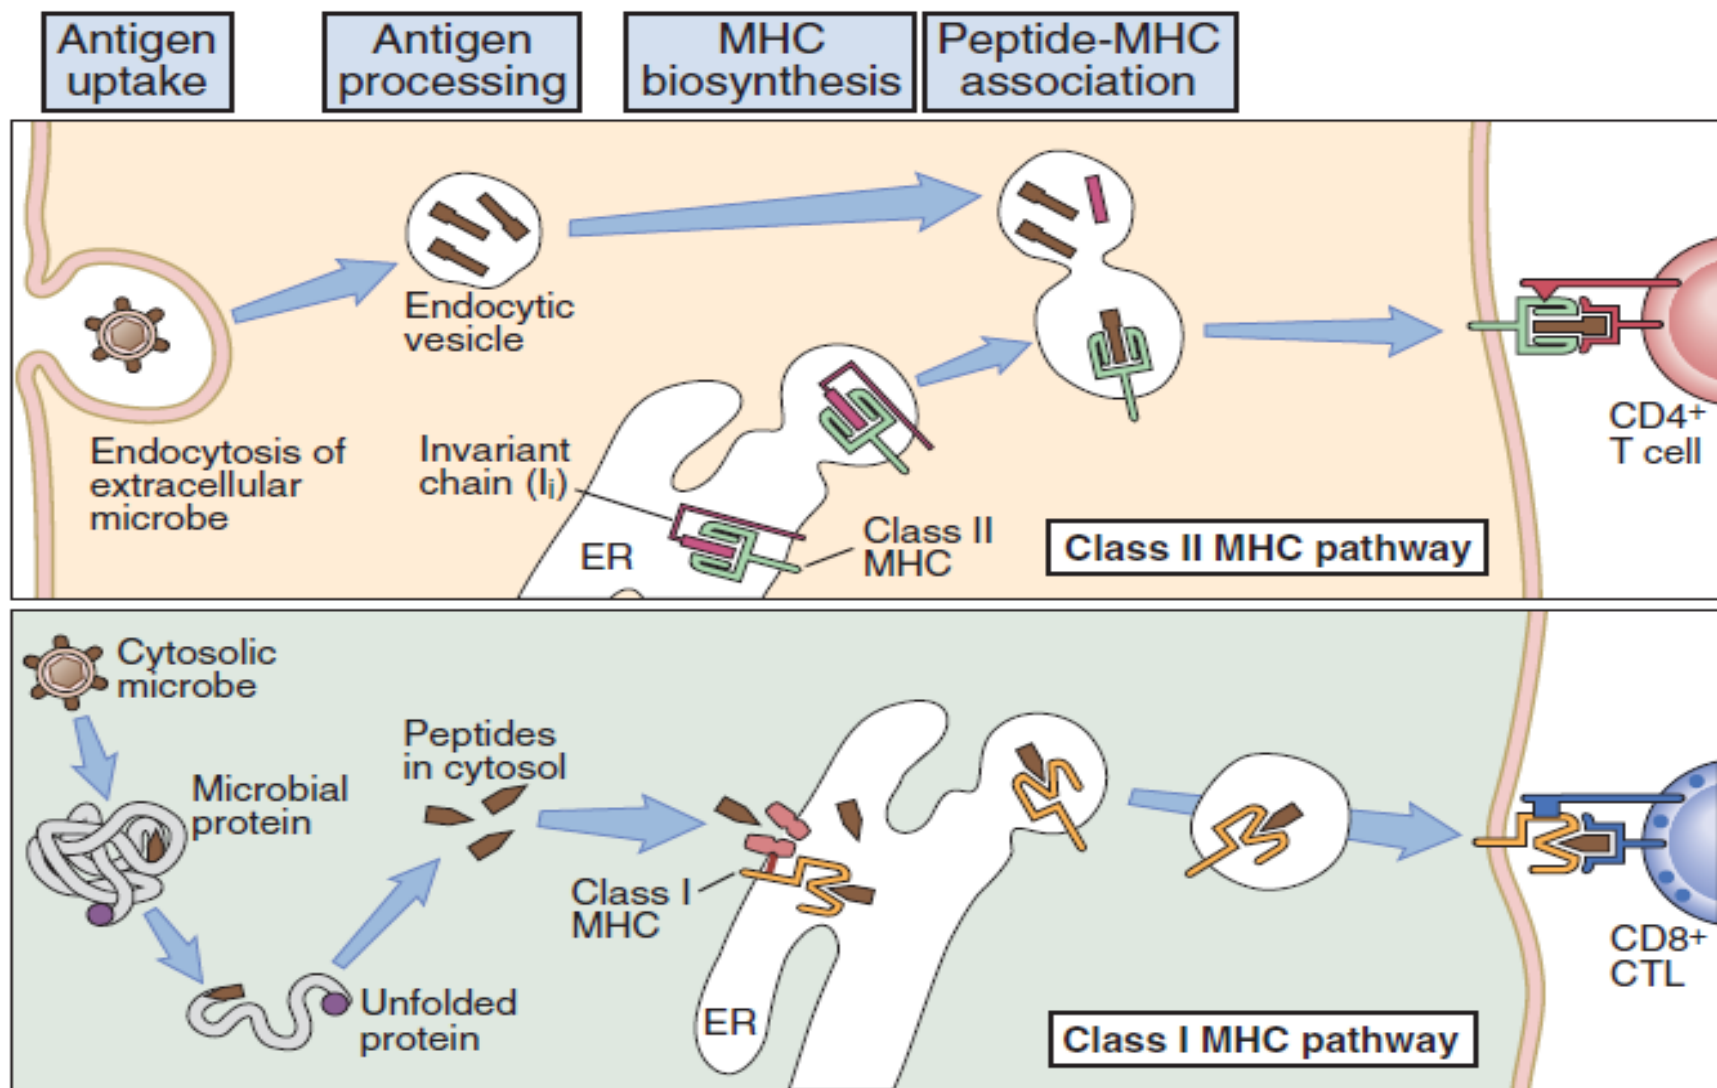 Antigen
uptake
Antigen
processing
MHC
biosynthesis
Peptide-MHC
association
Endocytic
vesicle
Endocytosis of
extracellular
microbe
Invariant
chain (Ii)
ER
Class II
MHC
CD4+
T cell
Class II MHC pathway
Cytosolic
microbe
Microbial
protein
Peptides
in cytosol
Class I
MHC
Unfolded
protein
ER
CD8+
CTL
Class I MHC pathway